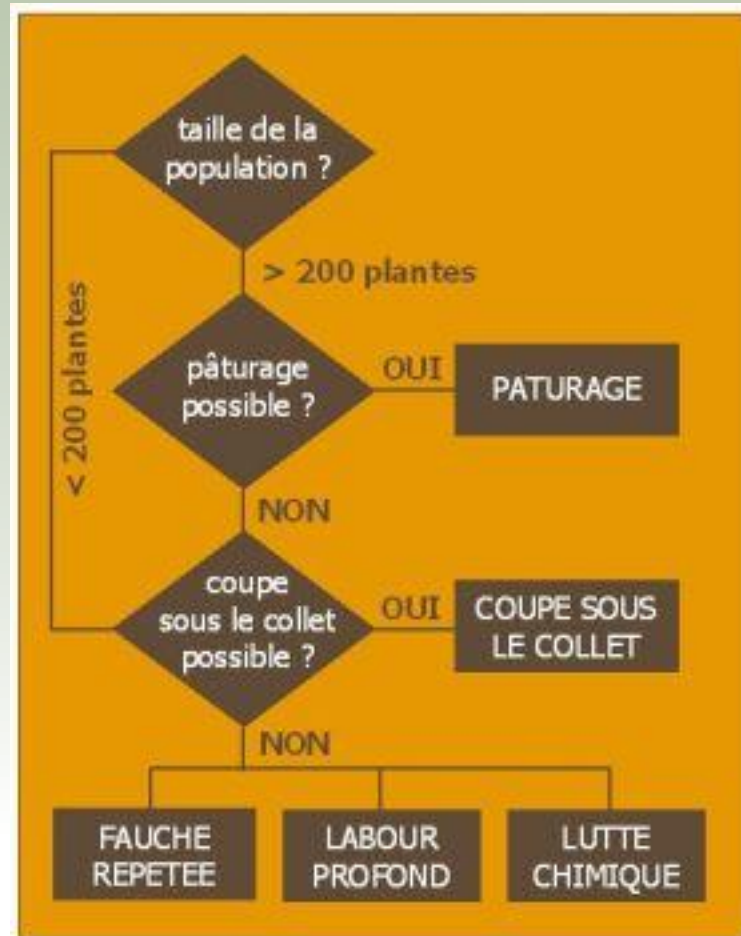 taille de la
population ?
> 200 plantes
< 200 plantes
pâturage
possible ?
OUI
PATURAGE
NON
coupe
sous le collet
possible ?
OUI
COUPE SOUS
LE COLLET
NON
FAUCHE
REPETEE
LABOUR
PROFOND
LUTTE
CHIMIQUE